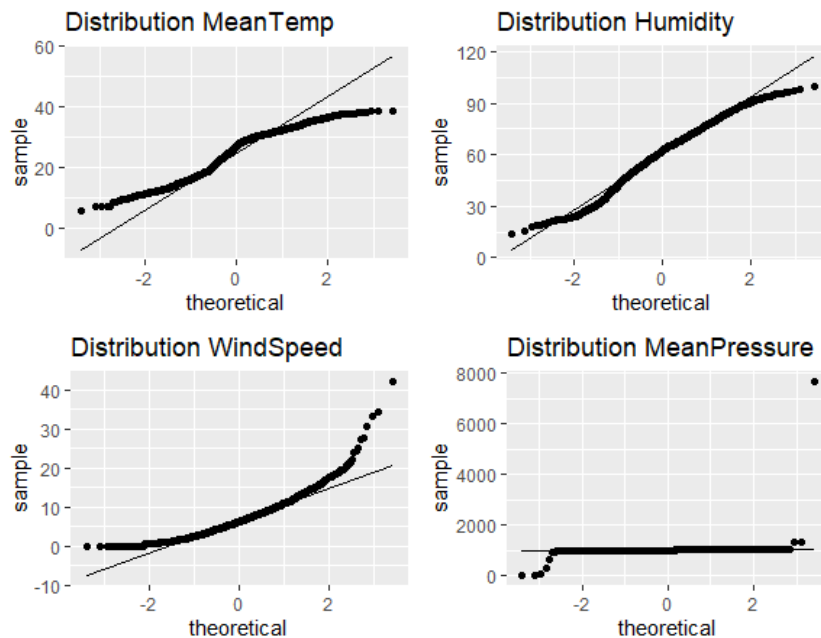 Distribution MeanTemp
60
40
20
0
sample
-2 0 2
theoretical
Distribution Humidity
120
90
60
30
0
sample
-2 0 2
theoretical
Distribution WindSpeed
40
30
20
10
0
-10
sample
-2 0 2
theoretical
Distribution MeanPressure
8000
6000
4000
2000
0
sample
-2 0 2
theoretical